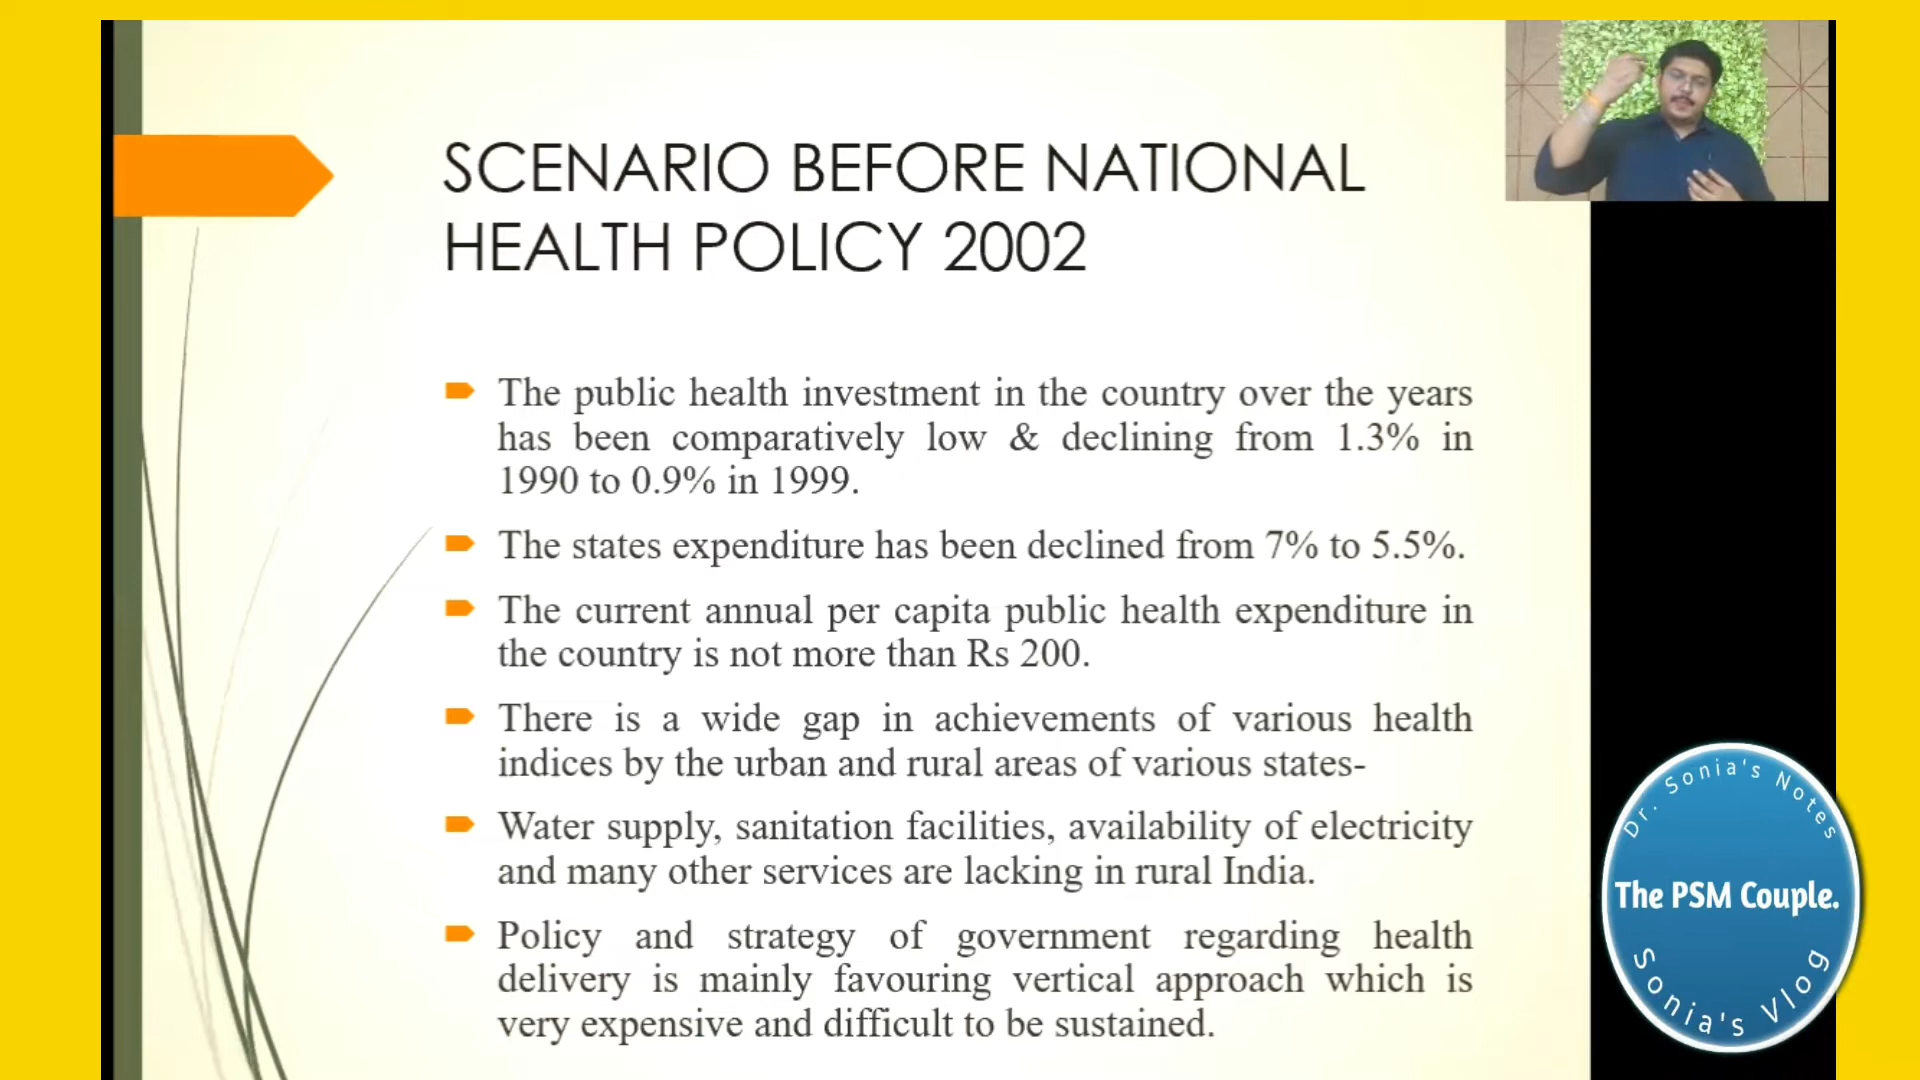 SCENARIO BEFORE NATIONAL
HEALTH POLICY 2002
The public health investment in the country over the years
has been comparatively low & declining from 1.3% in
1990 to 0.9% in 1999.
The states expenditure has been declined from 7% to 5.5%.
The current annual per capita public health expenditure in
the country is not more than Rs 200.
There is a wide gap in achievements of various health
indices by the urban and rural areas of various states-
Water supply, sanitation facilities, availability of electricity
and many other services are lacking in rural India.
Policy and strategy of government regarding health
delivery is mainly favouring vertical approach which is
very expensive and difficult to be sustained.
Dr. Sonia's Notes
The PSM Couple.
Sonia's Vlog